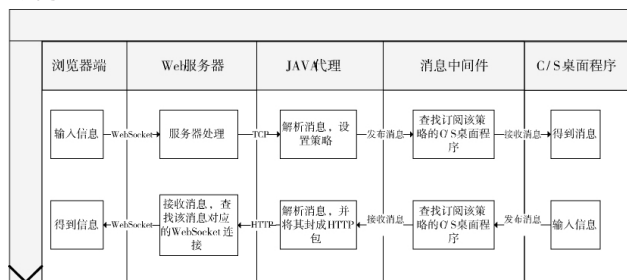 浏览器端
Web服务器
JAVA代理
消息中间件
C/S桌面程序
输入信息
WebSocket
服务器处理
TCP
解析消息，设
置策略
发布消息
查找订阅该策
略的C/S桌面程
序
接收消息
得到消息
得到信息
WebSocket
接收消息，查
找该消息对应
的WebSocket 连
接
HTTP
解析消息，并
将其封成HTTP
包
接收消息
查找订阅该策
略的C/S桌面程
序
发布消息
输入信息